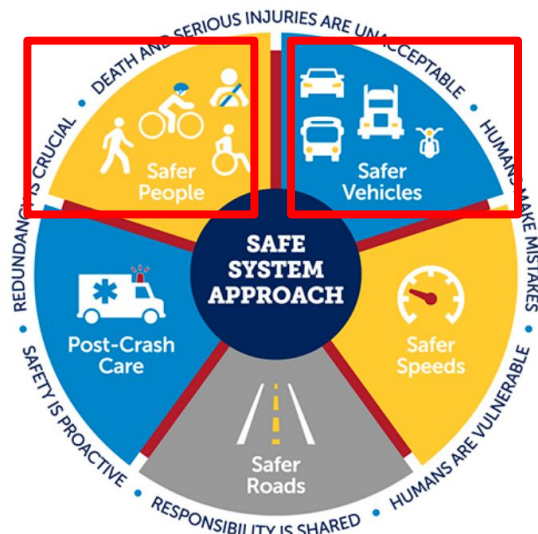 DEATH AND SERIOUS INJURIES ARE UNACCEPTABLE
HUMANS MAKE MISTAKES
HUMANS ARE VULNERABLE
RESPONSIBILITY IS SHARED
SAFETY IS PROACTIVE
REDUNDANCY IS CRUCIAL
Safer
People
Safer
Vehicles
SAFE
SYSTEM
APPROACH
Post-Crash
Care
Safer
Speeds
Safer
Roads